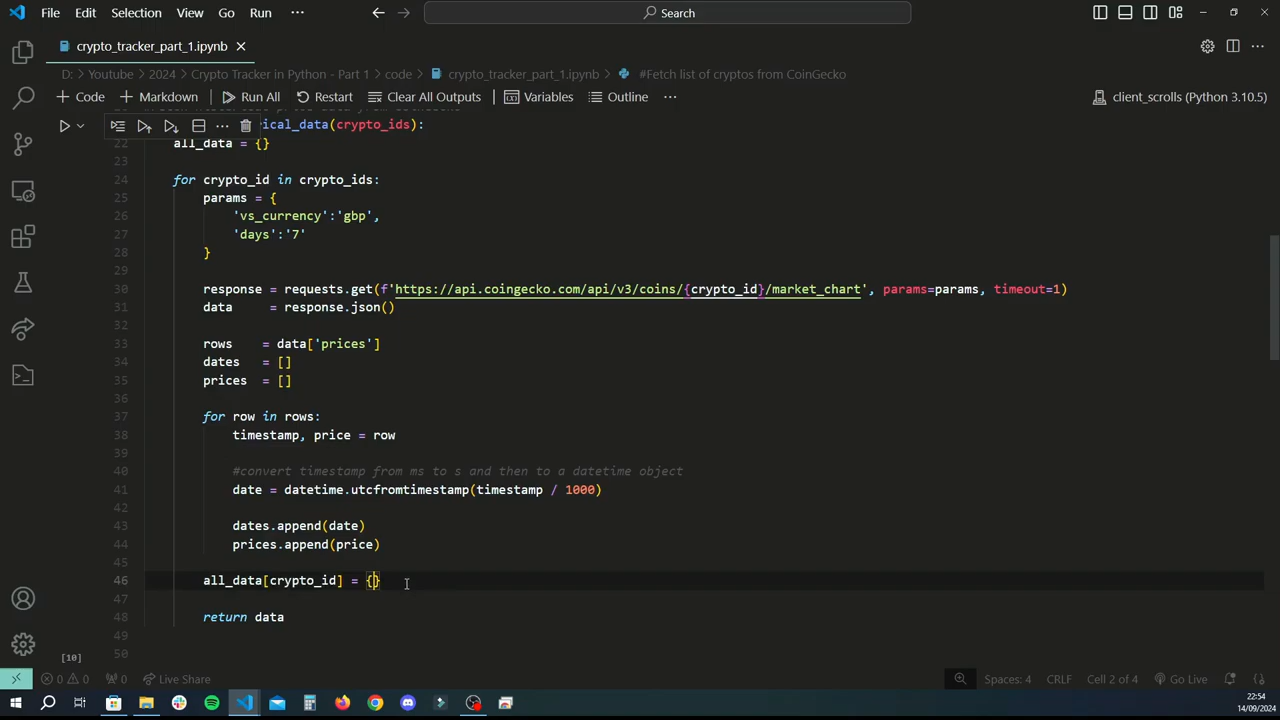 File Edit Selection View Go Run ··· Search
crypto_tracker_part_1.ipynb
D: > Youtube > 2024 > Crypto Tracker in Python - Part 1 > code > crypto_tracker_part_1.ipynb > #Fetch list of cryptos from CoinGecko
+ Code + Markdown Run All Restart Clear All Outputs Variables Outline ··· client_scrolls (Python 3.10.5)
ical_data(crypto_ids):
22 all_data = {}
23
24 for crypto_id in crypto_ids:
25 params = {
26 'vs_currency':'gbp',
27 'days':'7'
28 }
29
30 response = requests.get(f'https://api.coingecko.com/api/v3/coins/{crypto_id}/market_chart', params=params, timeout=1)
31 data     = response.json()
32
33 rows    = data['prices']
34 dates   = []
35 prices  = []
36
37 for row in rows:
38 timestamp, price = row
39
40 #convert timestamp from ms to s and then to a datetime object
41 date = datetime.utcfromtimestamp(timestamp / 1000)
42
43 dates.append(date)
44 prices.append(price)
45
46 all_data[crypto_id] = {}
47
48 return data
49
50
[10]
0 0 0 Live Share Spaces: 4 CRLF Cell 2 of 4 Go Live
22:54
14/09/2024